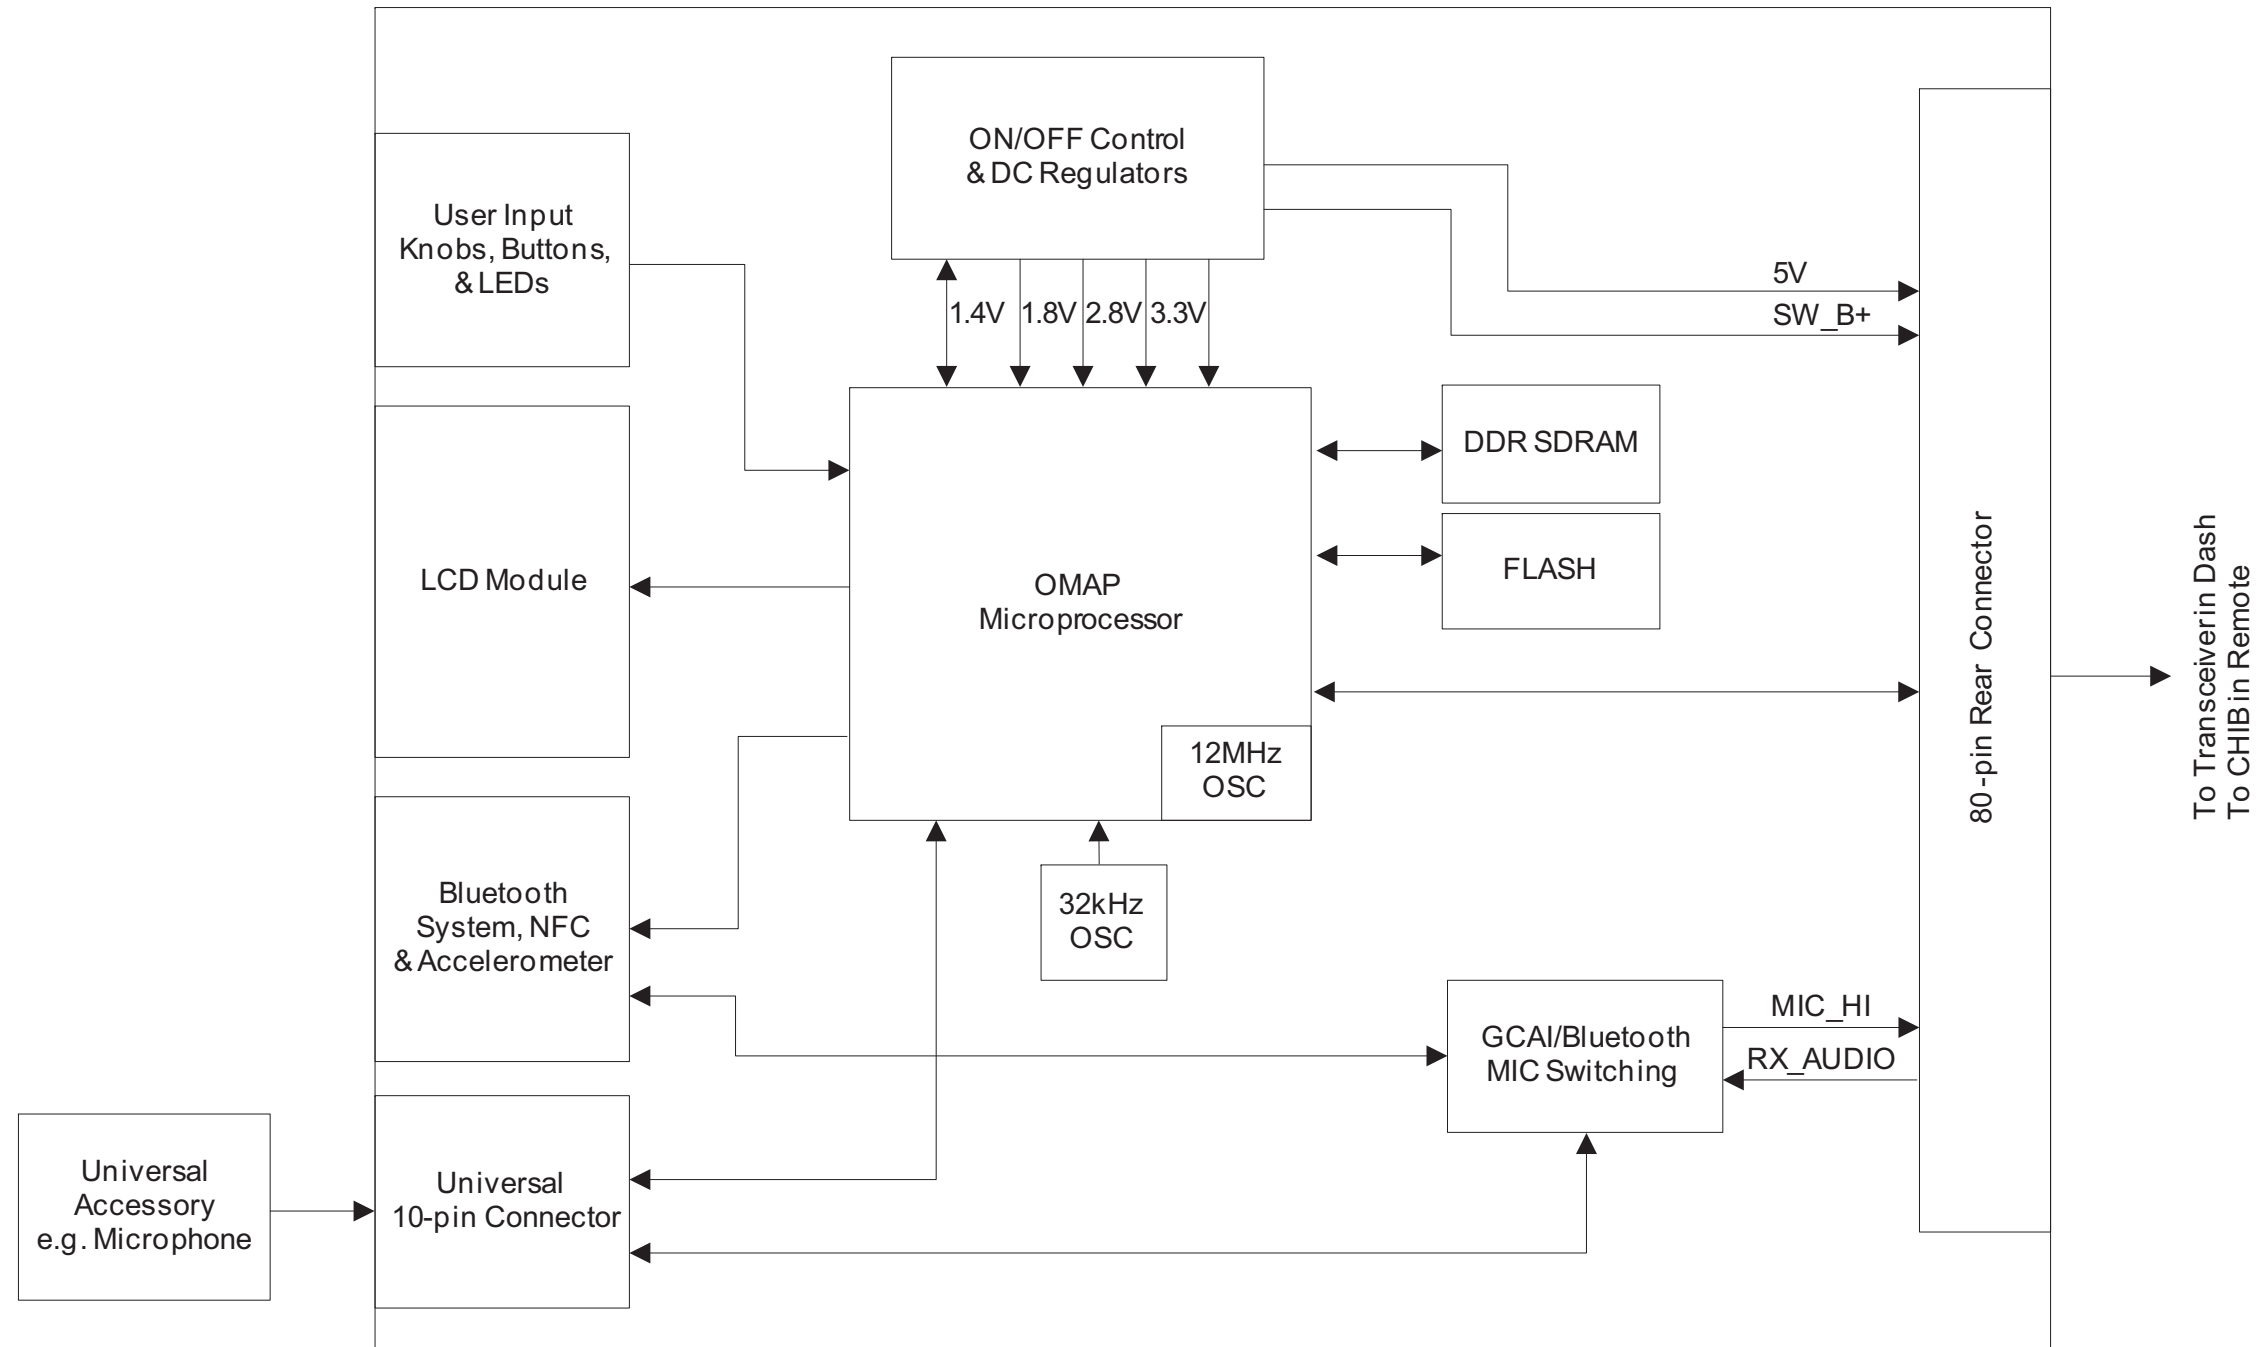 ON/OFF Control
& DC Regulators
User Input
Knobs, Buttons,
& LEDs
5V
SW_B+
1.4V
1.8V
2.8V
3.3V
DDR SDRAM
FLASH
LCD Module
OMAP
Microprocessor
12MHz
OSC
80-pin Rear Connector
To Transceiver in Dash
To CHIB in Remote
Bluetooth
System, NFC
& Accelerometer
32kHz
OSC
GCAI/Bluetooth
MIC Switching
MIC_HI
RX_AUDIO
Universal
Accessory
e.g. Microphone
Universal
10-pin Connector